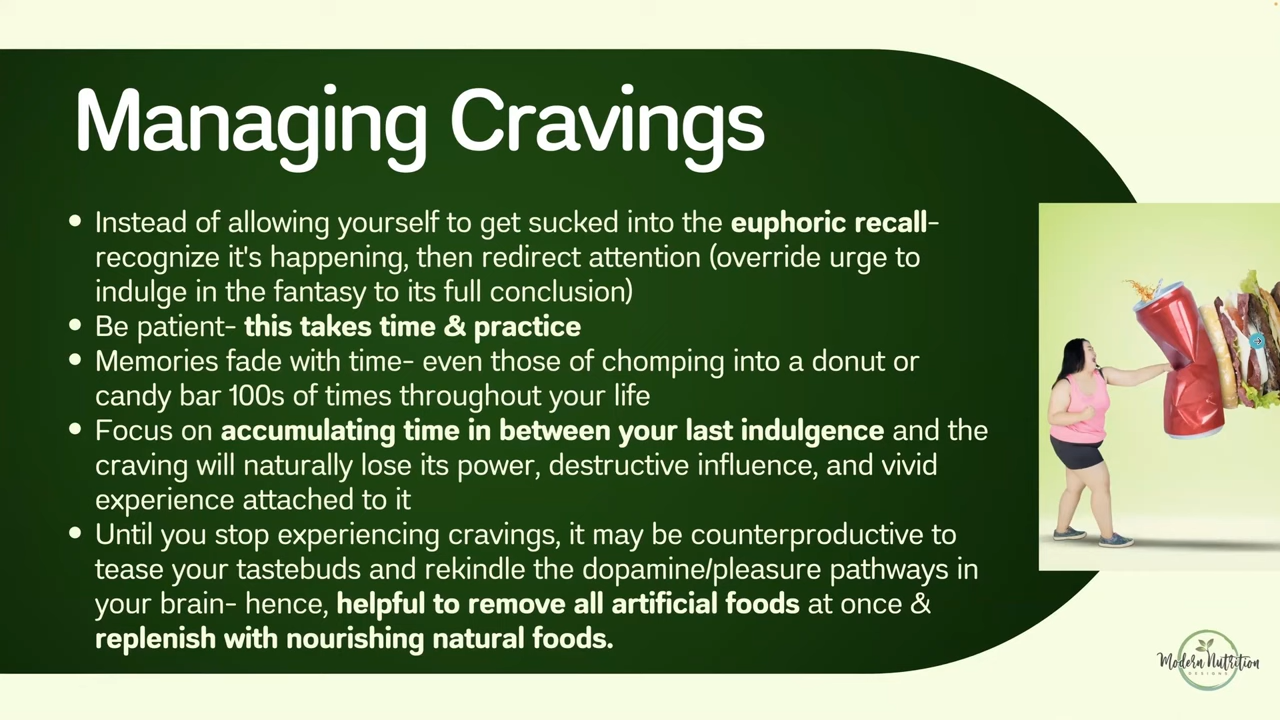 Managing Cravings
• Instead of allowing yourself to get sucked into the euphoric recall-
recognize it's happening, then redirect attention (override urge to
indulge in the fantasy to its full conclusion)
• Be patient- this takes time & practice
• Memories fade with time- even those of chomping into a donut or
candy bar 100s of times throughout your life
• Focus on accumulating time in between your last indulgence and the
craving will naturally lose its power, destructive influence, and vivid
experience attached to it
• Until you stop experiencing cravings, it may be counterproductive to
tease your tastebuds and rekindle the dopamine/pleasure pathways in
your brain- hence, helpful to remove all artificial foods at once &
replenish with nourishing natural foods.
Modern Nutrition
DESIGNS